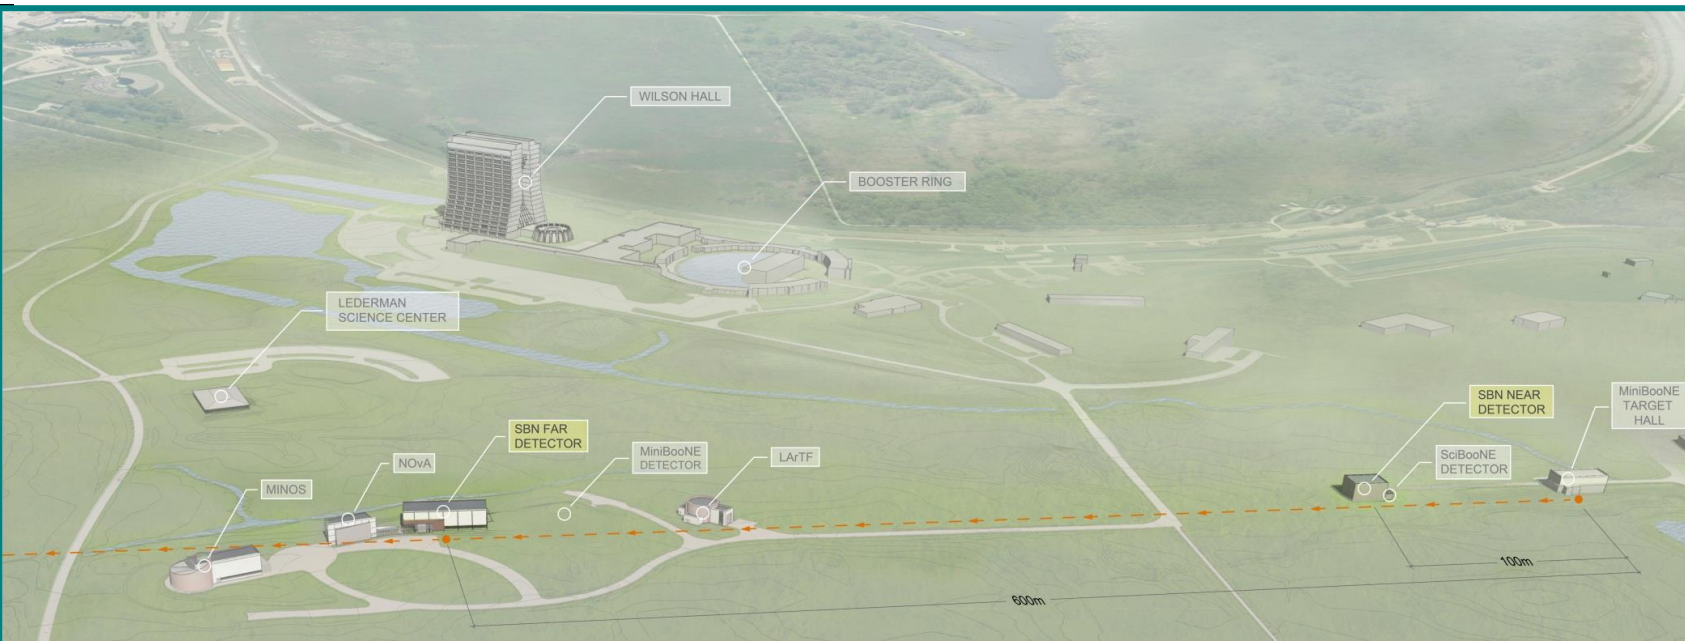 WILSON HALL
BOOSTER RING
LEDERMAN
SCIENCE CENTER
SBN NEAR
DETECTOR
MiniBooNE
TARGET
HALL
SBN FAR
DETECTOR
MiniBooNE
DETECTOR
LArTF
SciBooNE
DETECTOR
NOvA
MINOS
100m
600m